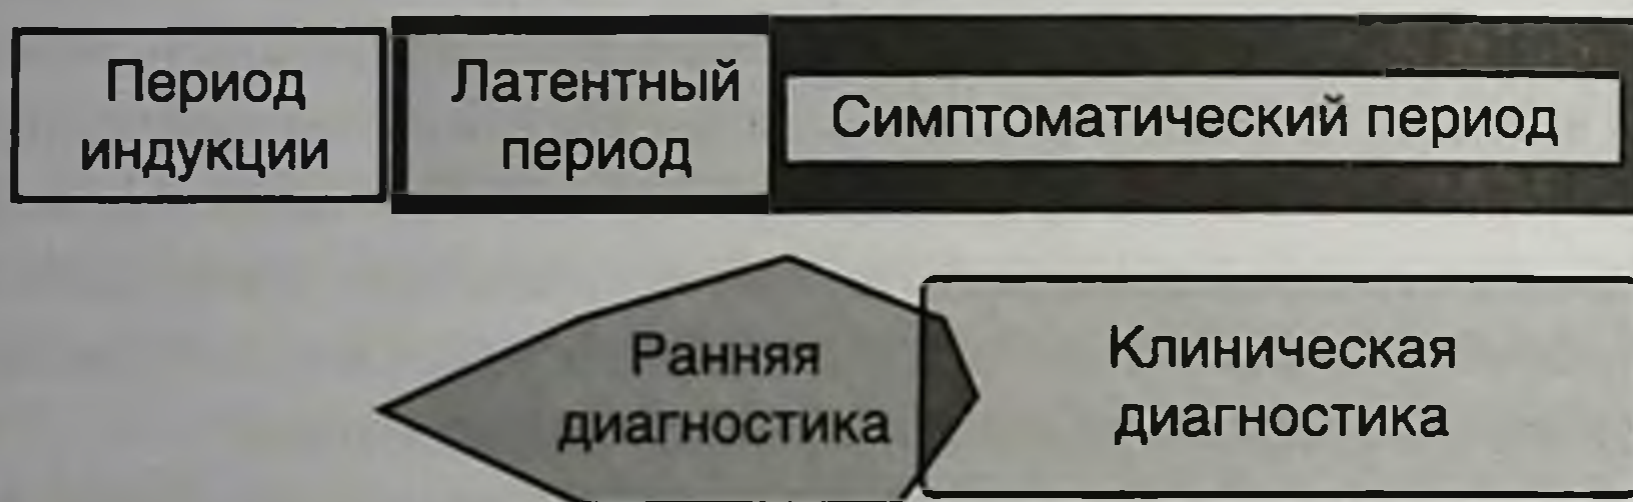 Период
индукции
Латентный
период
Симптоматический период
Ранняя
диагностика
Клиническая
диагностика